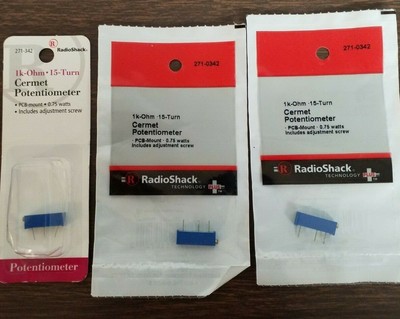 271-342
R RadioShack.
1k-Ohm · 15-Turn
Cermet
Potentiometer
• PCB-mount • 0.75 watts
• Includes adjustment screw
Potentiometer
271-0342
1k-Ohm · 15-Turn
Cermet
Potentiometer
· PCB-Mount · 0.75 watts
Includes adjustment screw
R RadioShack
TECHNOLOGY
271-0342
1k-Ohm · 15-Turn
Cermet
Potentiometer
· PCB-Mount · 0.75 watts
Includes adjustment screw
R RadioShack
TECHNOLOGY